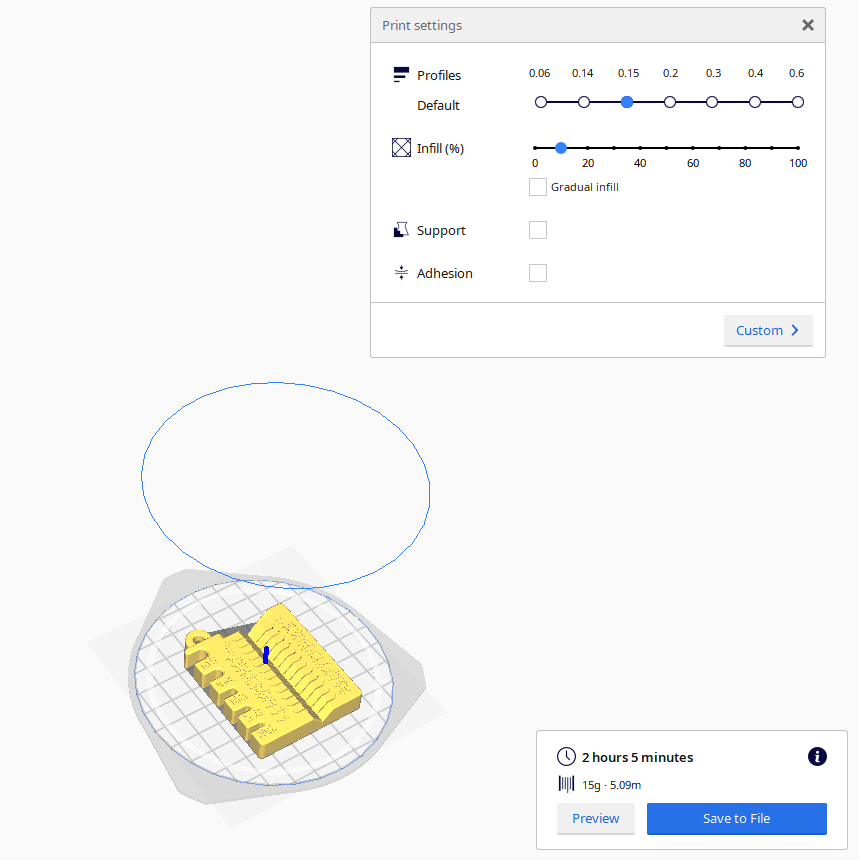 Print settings
Profiles
0.06 0.14 0.15 0.2 0.3 0.4 0.6
Default
Infill (%)
0 20 40 60 80 100
Gradual infill
Support
Adhesion
Custom
2 hours 5 minutes
15g · 5.09m
Preview
Save to File